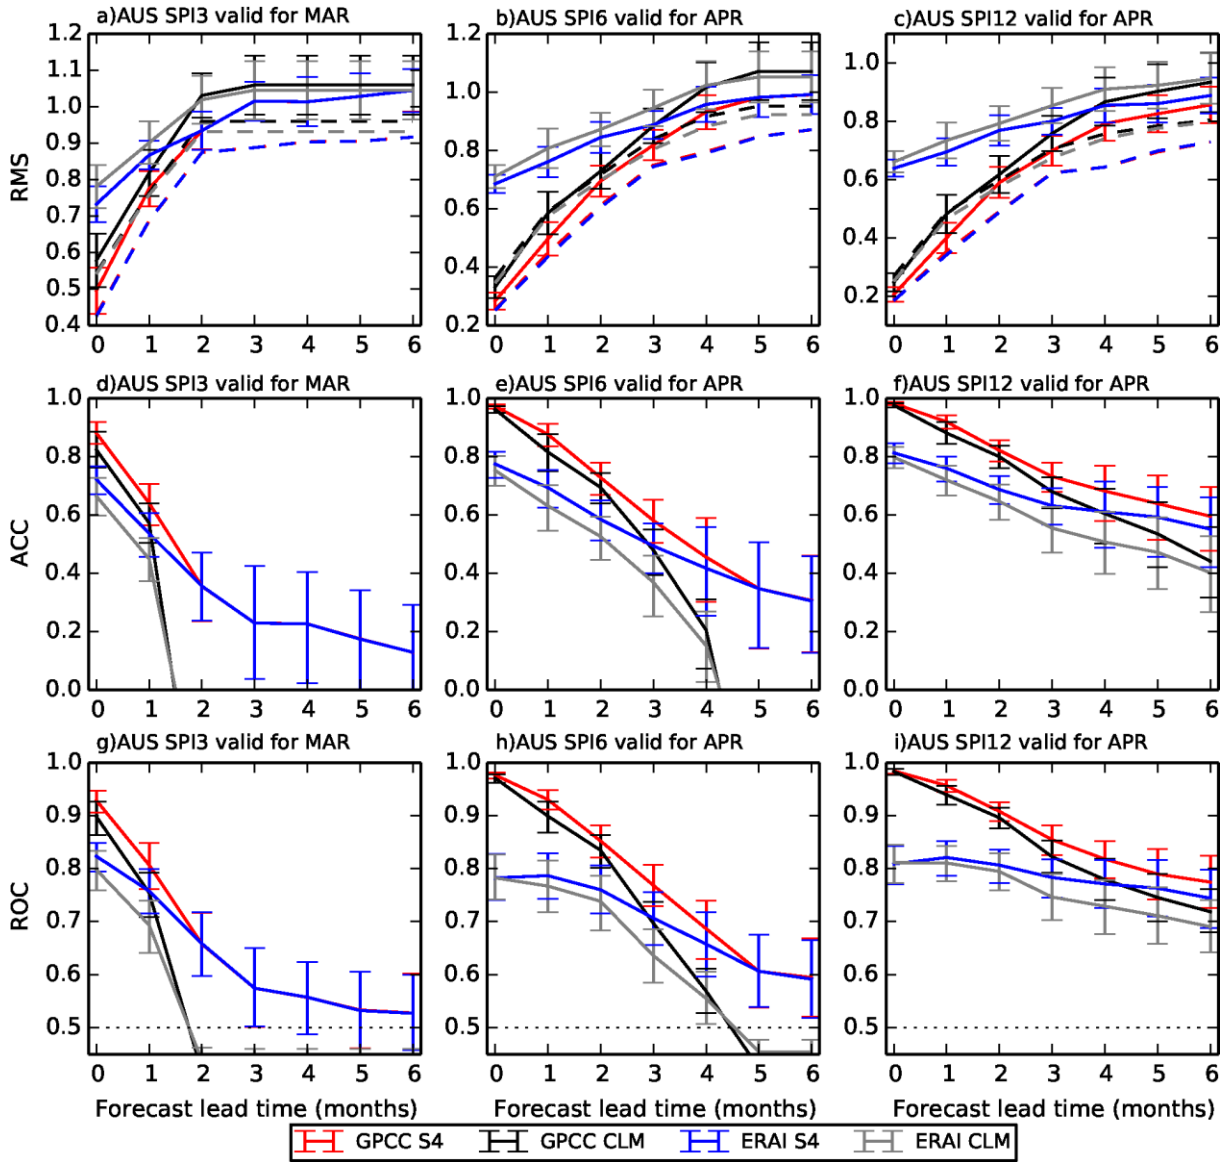 a)AUS SPI3 valid for MAR
b)AUS SPI6 valid for APR
c)AUS SPI12 valid for APR
RMS
1.2
1.1
1.0
0.9
0.8
0.7
0.6
0.5
0.4
0 1 2 3 4 5 6
1.2
1.0
0.8
0.6
0.4
0.2
0 1 2 3 4 5 6
1.2
1.0
0.8
0.6
0.4
0.2
0 1 2 3 4 5 6
d)AUS SPI3 valid for MAR
e)AUS SPI6 valid for APR
f)AUS SPI12 valid for APR
ACC
1.0
0.8
0.6
0.4
0.2
0.0
0 1 2 3 4 5 6
1.0
0.8
0.6
0.4
0.2
0.0
0 1 2 3 4 5 6
1.0
0.8
0.6
0.4
0.2
0.0
0 1 2 3 4 5 6
g)AUS SPI3 valid for MAR
h)AUS SPI6 valid for APR
i)AUS SPI12 valid for APR
ROC
1.0
0.9
0.8
0.7
0.6
0.5
0 1 2 3 4 5 6
1.0
0.9
0.8
0.7
0.6
0.5
0 1 2 3 4 5 6
1.0
0.9
0.8
0.7
0.6
0.5
0 1 2 3 4 5 6
Forecast lead time (months)
Forecast lead time (months)
Forecast lead time (months)
GPCC S4 GPCC CLM ERAI S4 ERAI CLM